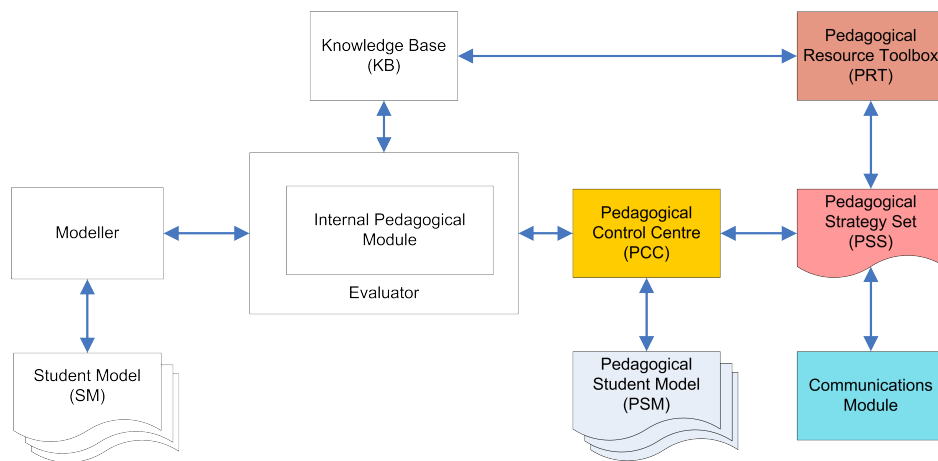 Knowledge Base
(KB)
Pedagogical
Resource Toolbox
(PRT)
Modeller
Internal Pedagogical
Module
Evaluator
Pedagogical
Control Centre
(PCC)
Pedagogical
Strategy Set
(PSS)
Student Model
(SM)
Pedagogical
Student Model
(PSM)
Communications
Module